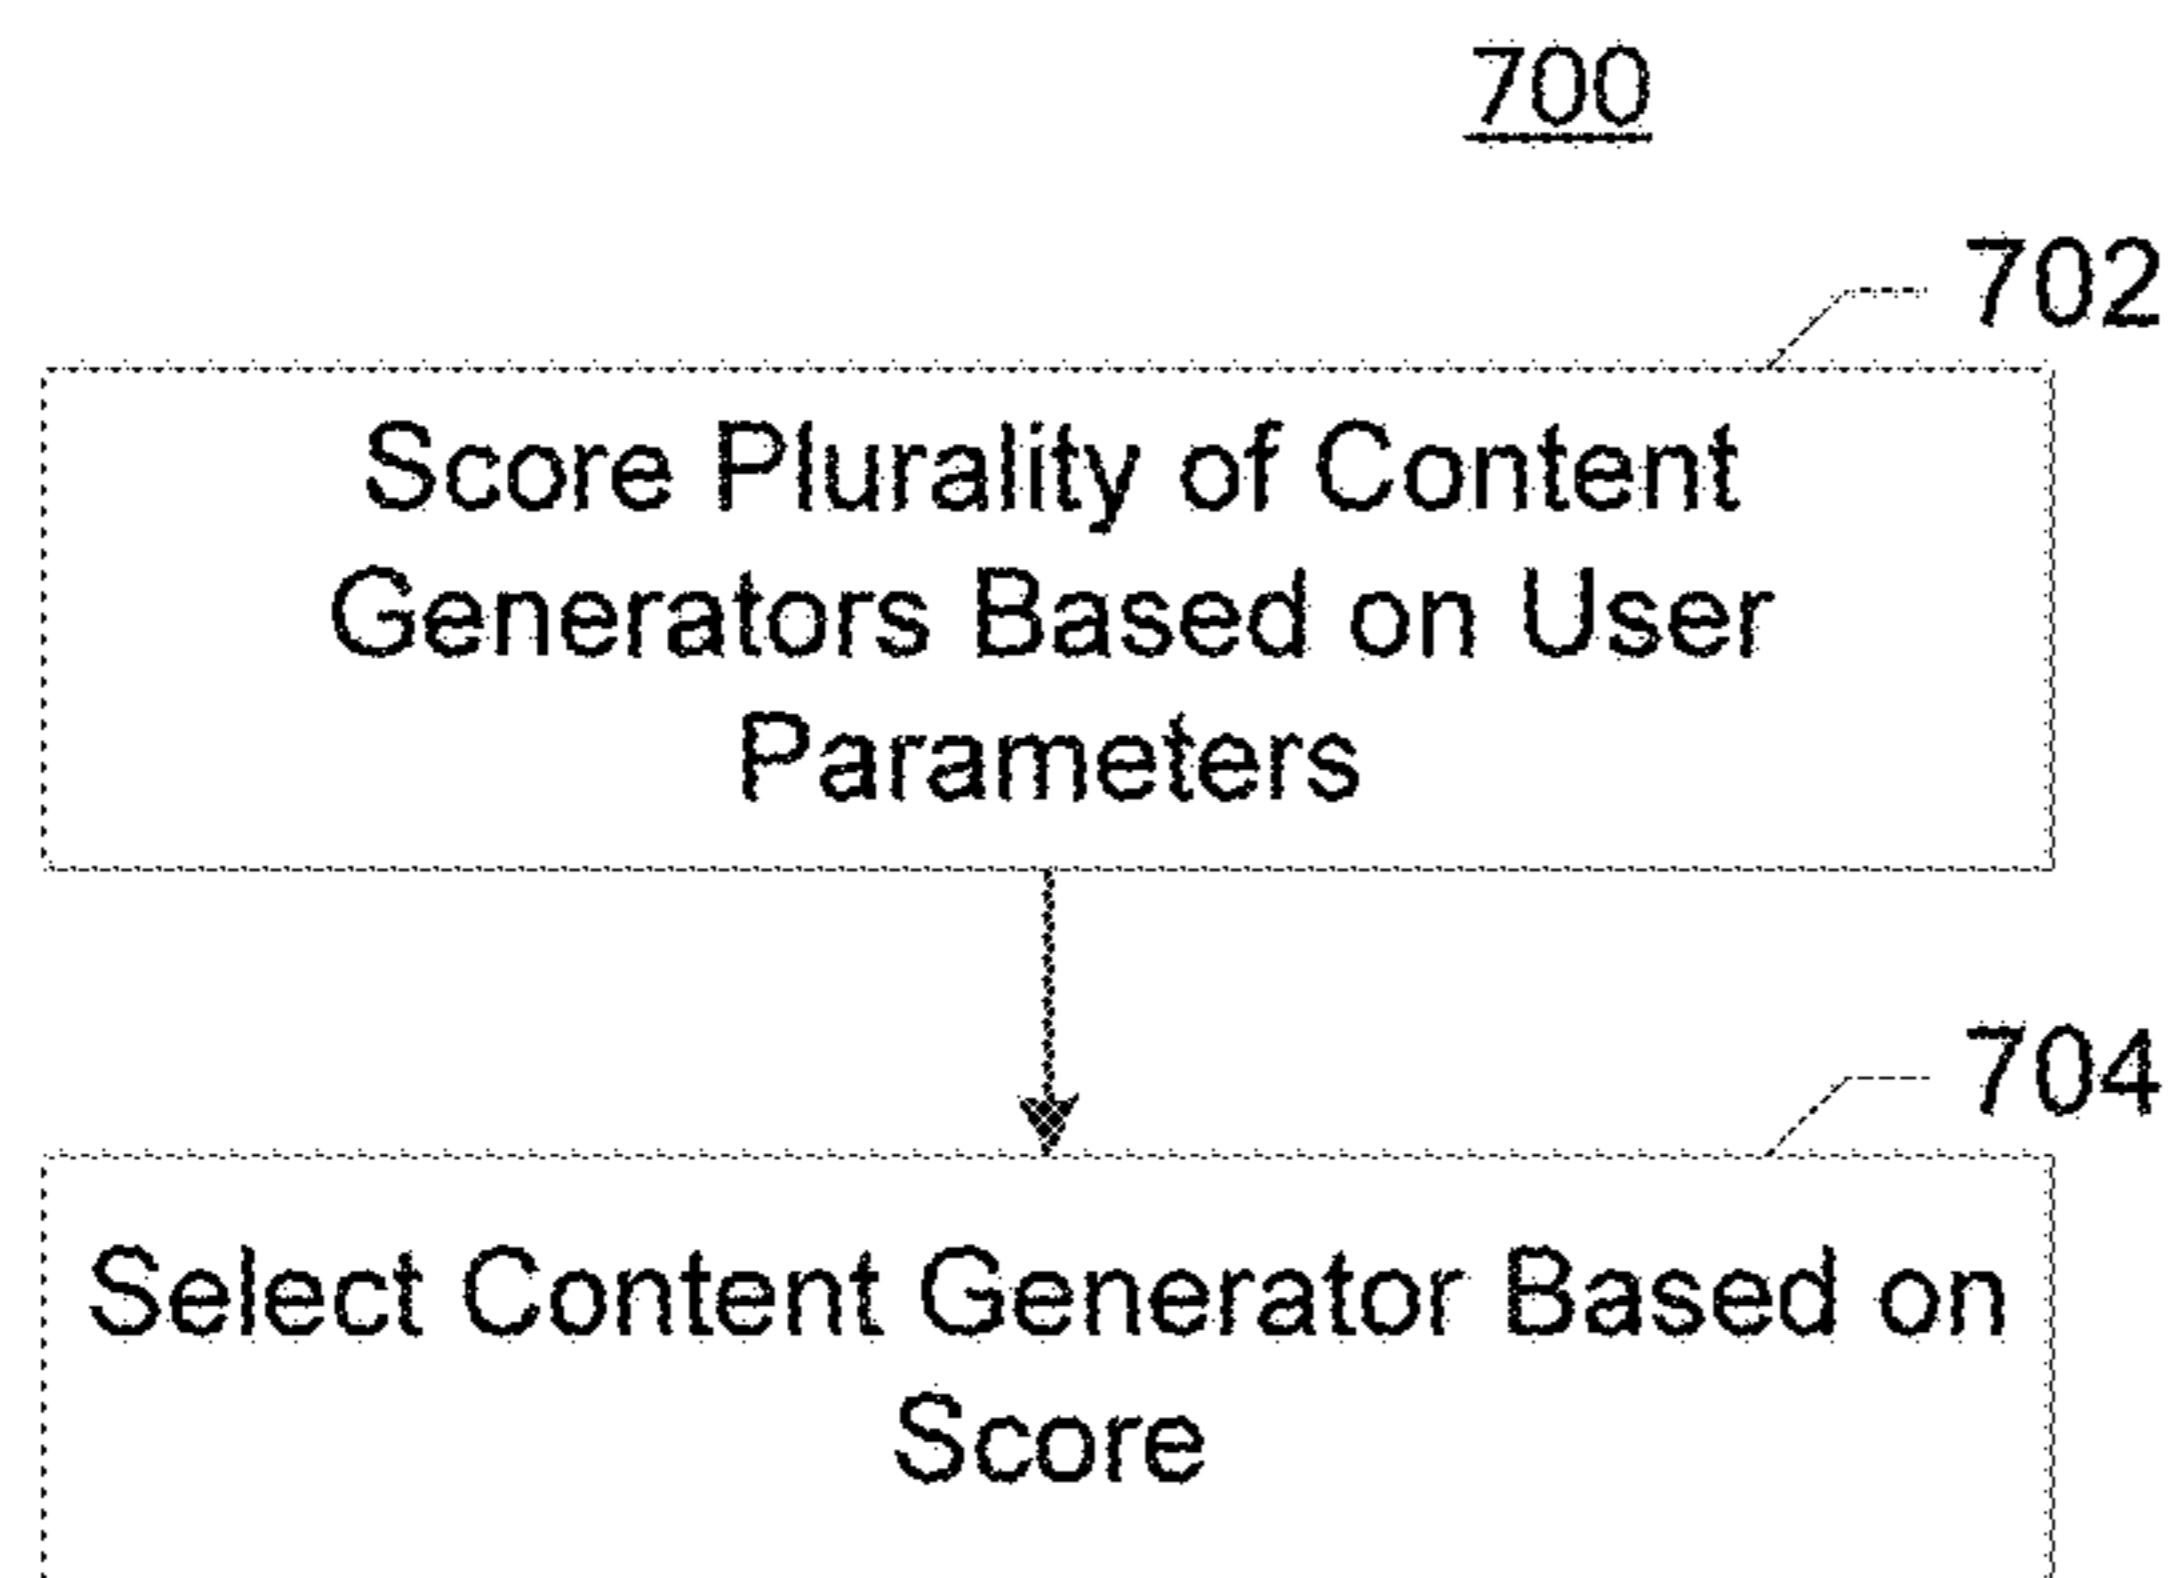 700
702
Score Plurality of Content
Generators Based on User
Parameters
704
Select Content Generator Based on
Score